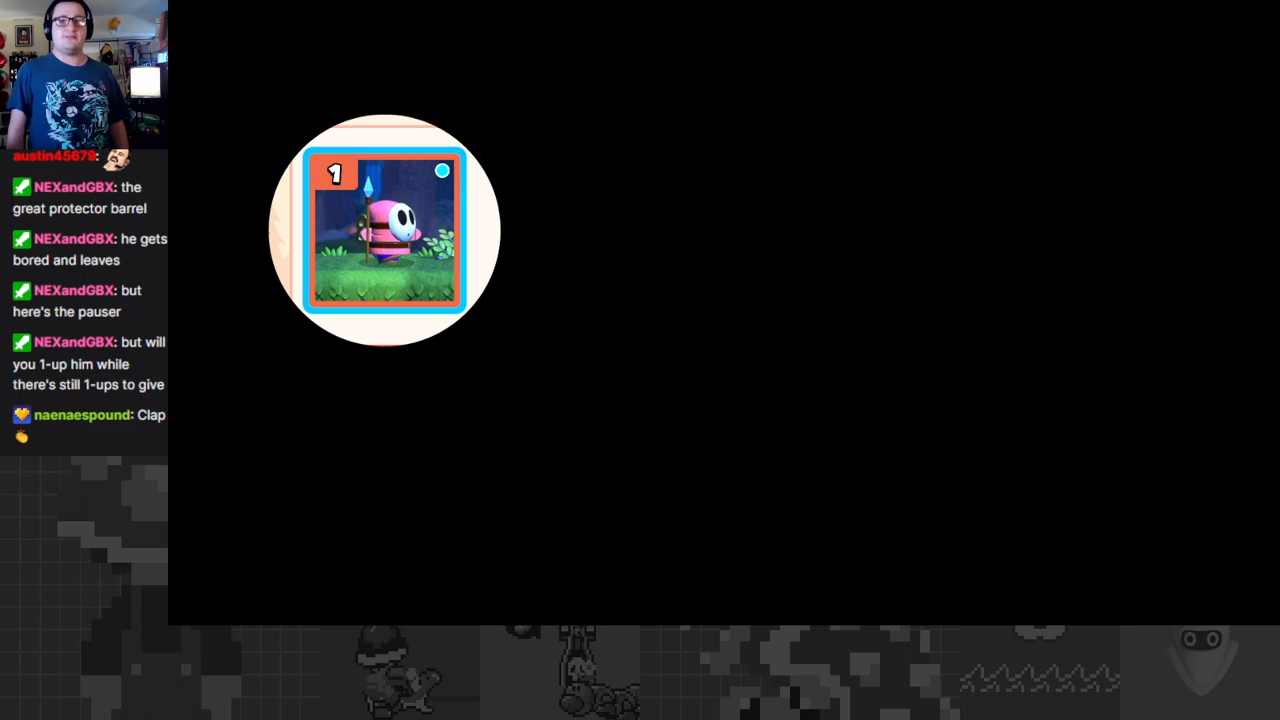 austin45679:
NEXandGBX: the
great protector barrel
NEXandGBX: he gets
bored and leaves
NEXandGBX: but
here's the pauser
NEXandGBX: but will
you 1-up him while
there's still 1-ups to give
naenaespound: Clap
1